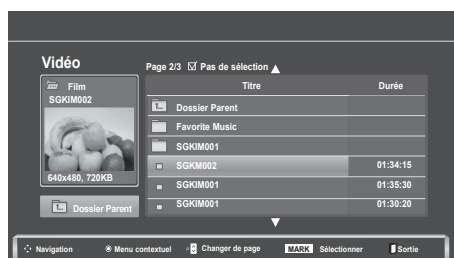 Vidéo
Page 2/3 Pas de sélection
Film
SGKIM002
640x480, 720KB
Dossier Parent
Titre Durée
Dossier Parent
Favorite Music
SGKIM001
SGKM002 01:34:15
SGKIM001 01:35:30
SGKIM001 01:30:20
Navigation Menu contextuel Changer de page MARK Sélectionner Sortie